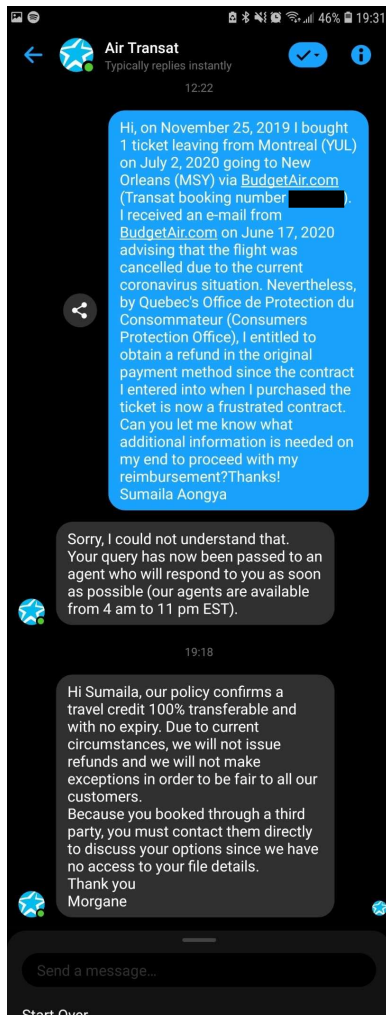 46% 19:31
Air Transat
Typically replies instantly
12:22
Hi, on November 25, 2019 I bought
1 ticket leaving from Montreal (YUL)
on July 2, 2020 going to New
Orleans (MSY) via BudgetAir.com
(Transat booking number ).
I received an e-mail from
BudgetAir.com on June 17, 2020
advising that the flight was
cancelled due to the current
coronavirus situation. Nevertheless,
by Quebec's Office de Protection du
Consommateur (Consumers
Protection Office), I entitled to
obtain a refund in the original
payment method since the contract
I entered into when I purchased the
ticket is now a frustrated contract.
Can you let me know what
additional information is needed on
my end to proceed with my
reimbursement?Thanks!
Sumaila Aongya
Sorry, I could not understand that.
Your query has now been passed to an
agent who will respond to you as soon
as possible (our agents are available
from 4 am to 11 pm EST).
19:18
Hi Sumaila, our policy confirms a
travel credit 100% transferable and
with no expiry. Due to current
circumstances, we will not issue
refunds and we will not make
exceptions in order to be fair to all our
customers.
Because you booked through a third
party, you must contact them directly
to discuss your options since we have
no access to your file details.
Thank you
Morgane
Send a message...
Start Over